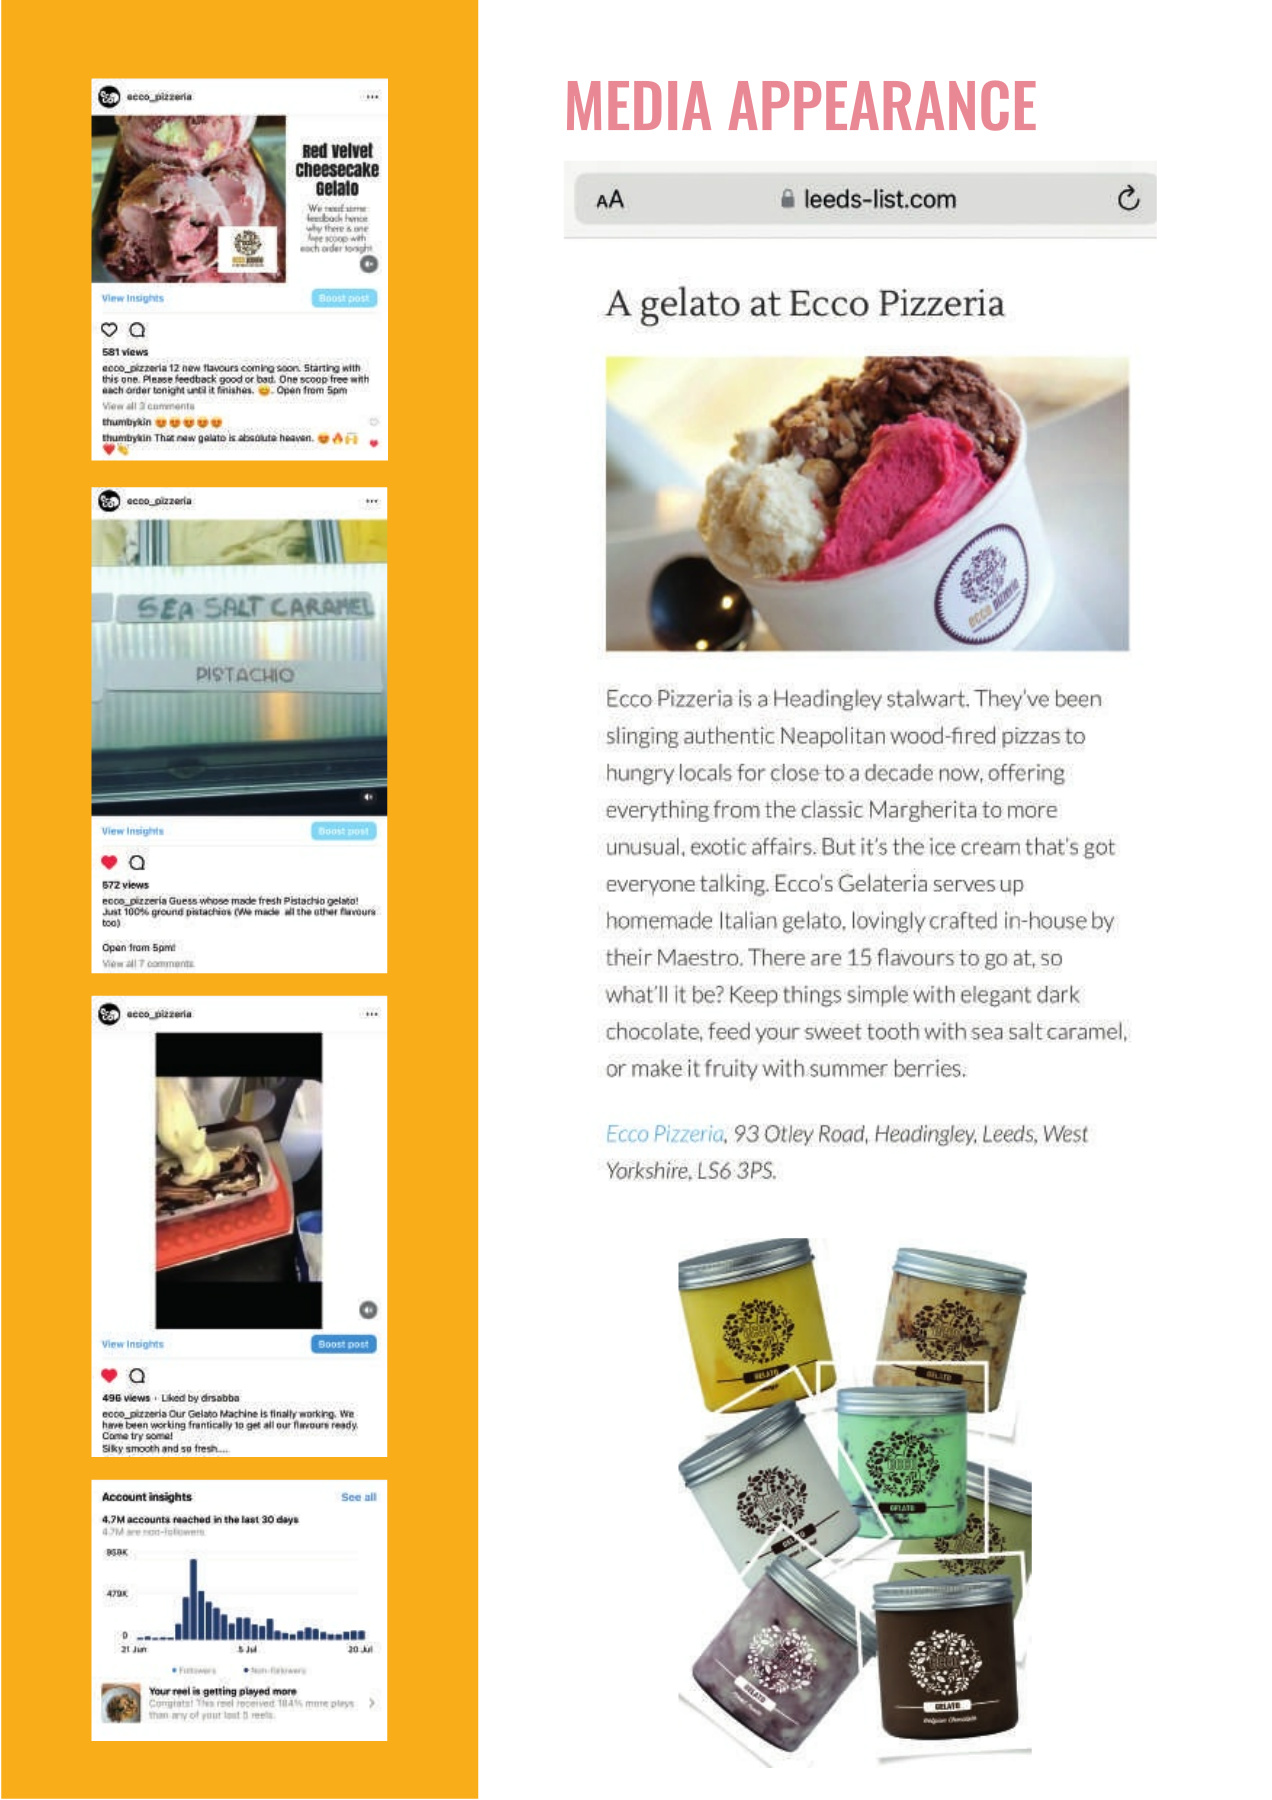 ecco_pizzeria
Red Velvet
Cheesecake
Gelato
We need some
feedback hence
why there is one
free scoop with
each order tonight
View Insights
Boost post
581 views
ecco_pizzeria 12 new flavours coming soon. Starting with
this one. Please feedback good or bad. One scoop free with
each order tonight until it finishes. 😊. Open from 5pm
View all 3 comments
thumbykin 😍😍😍😍😍
thumbykin That new gelato is absolute heaven. 😍🔥🙌
❤️👏
ecco_pizzeria
SEA SALT CARAMEL
PISTACHIO
View Insights
Boost post
572 views
ecco_pizzeria Guess whose made fresh Pistachio gelato!
Just 100% ground pistachios (We made all the other flavours
too)
Open from 5pm!
View all 7 comments
ecco_pizzeria
View Insights
Boost post
496 views · Liked by drsabba
ecco_pizzeria Our Gelato Machine is finally working. We
have been working frantically to get all our flavours ready.
Come try some!
Silky smooth and so fresh....
Account insights
See all
4.7M accounts reached in the last 30 days
4.7M are non-followers
959K
479K
0
21 Jun
5 Jul
20 Jul
Followers
Non-followers
Your reel is getting played more
Congrats! This reel received 184% more plays
than any of your last 5 reels.
MEDIA APPEARANCE
AA
leeds-list.com
A gelato at Ecco Pizzeria
ecco pizzeria
Ecco Pizzeria is a Headingley stalwart. They've been
slinging authentic Neapolitan wood-fired pizzas to
hungry locals for close to a decade now, offering
everything from the classic Margherita to more
unusual, exotic affairs. But it's the ice cream that's got
everyone talking. Ecco's Gelateria serves up
homemade Italian gelato, lovingly crafted in-house by
their Maestro. There are 15 flavours to go at, so
what'll it be? Keep things simple with elegant dark
chocolate, feed your sweet tooth with sea salt caramel,
or make it fruity with summer berries.
Ecco Pizzeria, 93 Otley Road, Headingley, Leeds, West
Yorkshire, LS6 3PS.
GELATO
GELATO
GELATO
GELATO
GELATO
GELATO
Belgian Chocolate